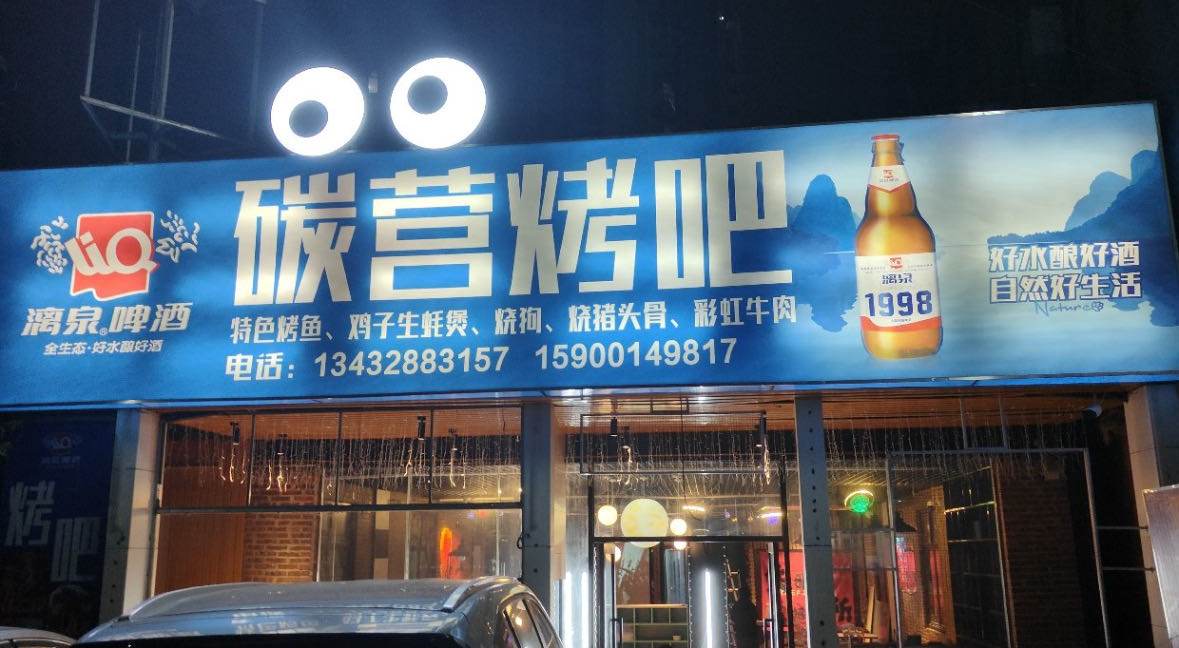 碳营烤吧
LiQ
漓泉®啤酒
全生态·好水酿好酒
特色烤鱼、鸡子生蚝煲、烧狗、烧猪头骨、彩虹牛肉
电话：13432883157 15900149817
漓泉
1998
好水酿好酒
自然好生活
Nature
烤吧